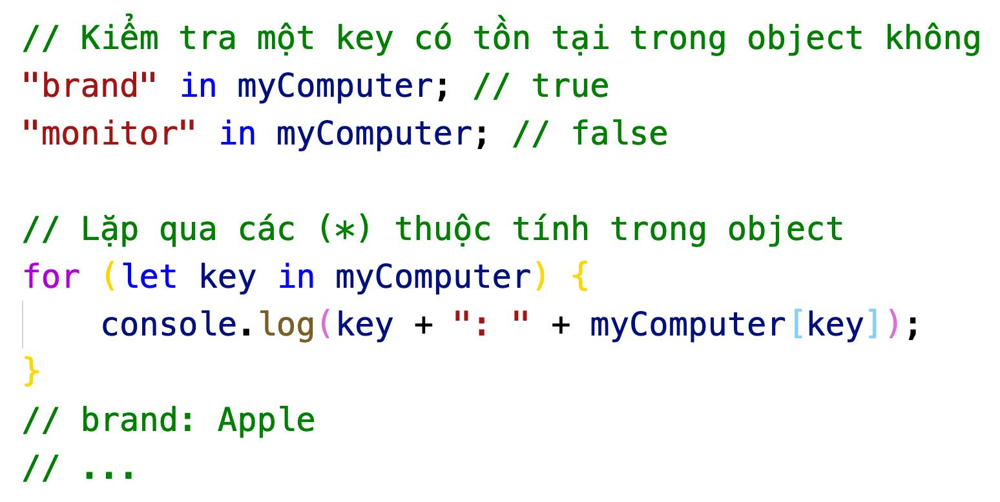 // Kiểm tra một key có tồn tại trong object không
"brand" in myComputer; // true
"monitor" in myComputer; // false
// Lặp qua các (*) thuộc tính trong object
for (let key in myComputer) {
    console.log(key + ": " + myComputer[key]);
}
// brand: Apple
// ...